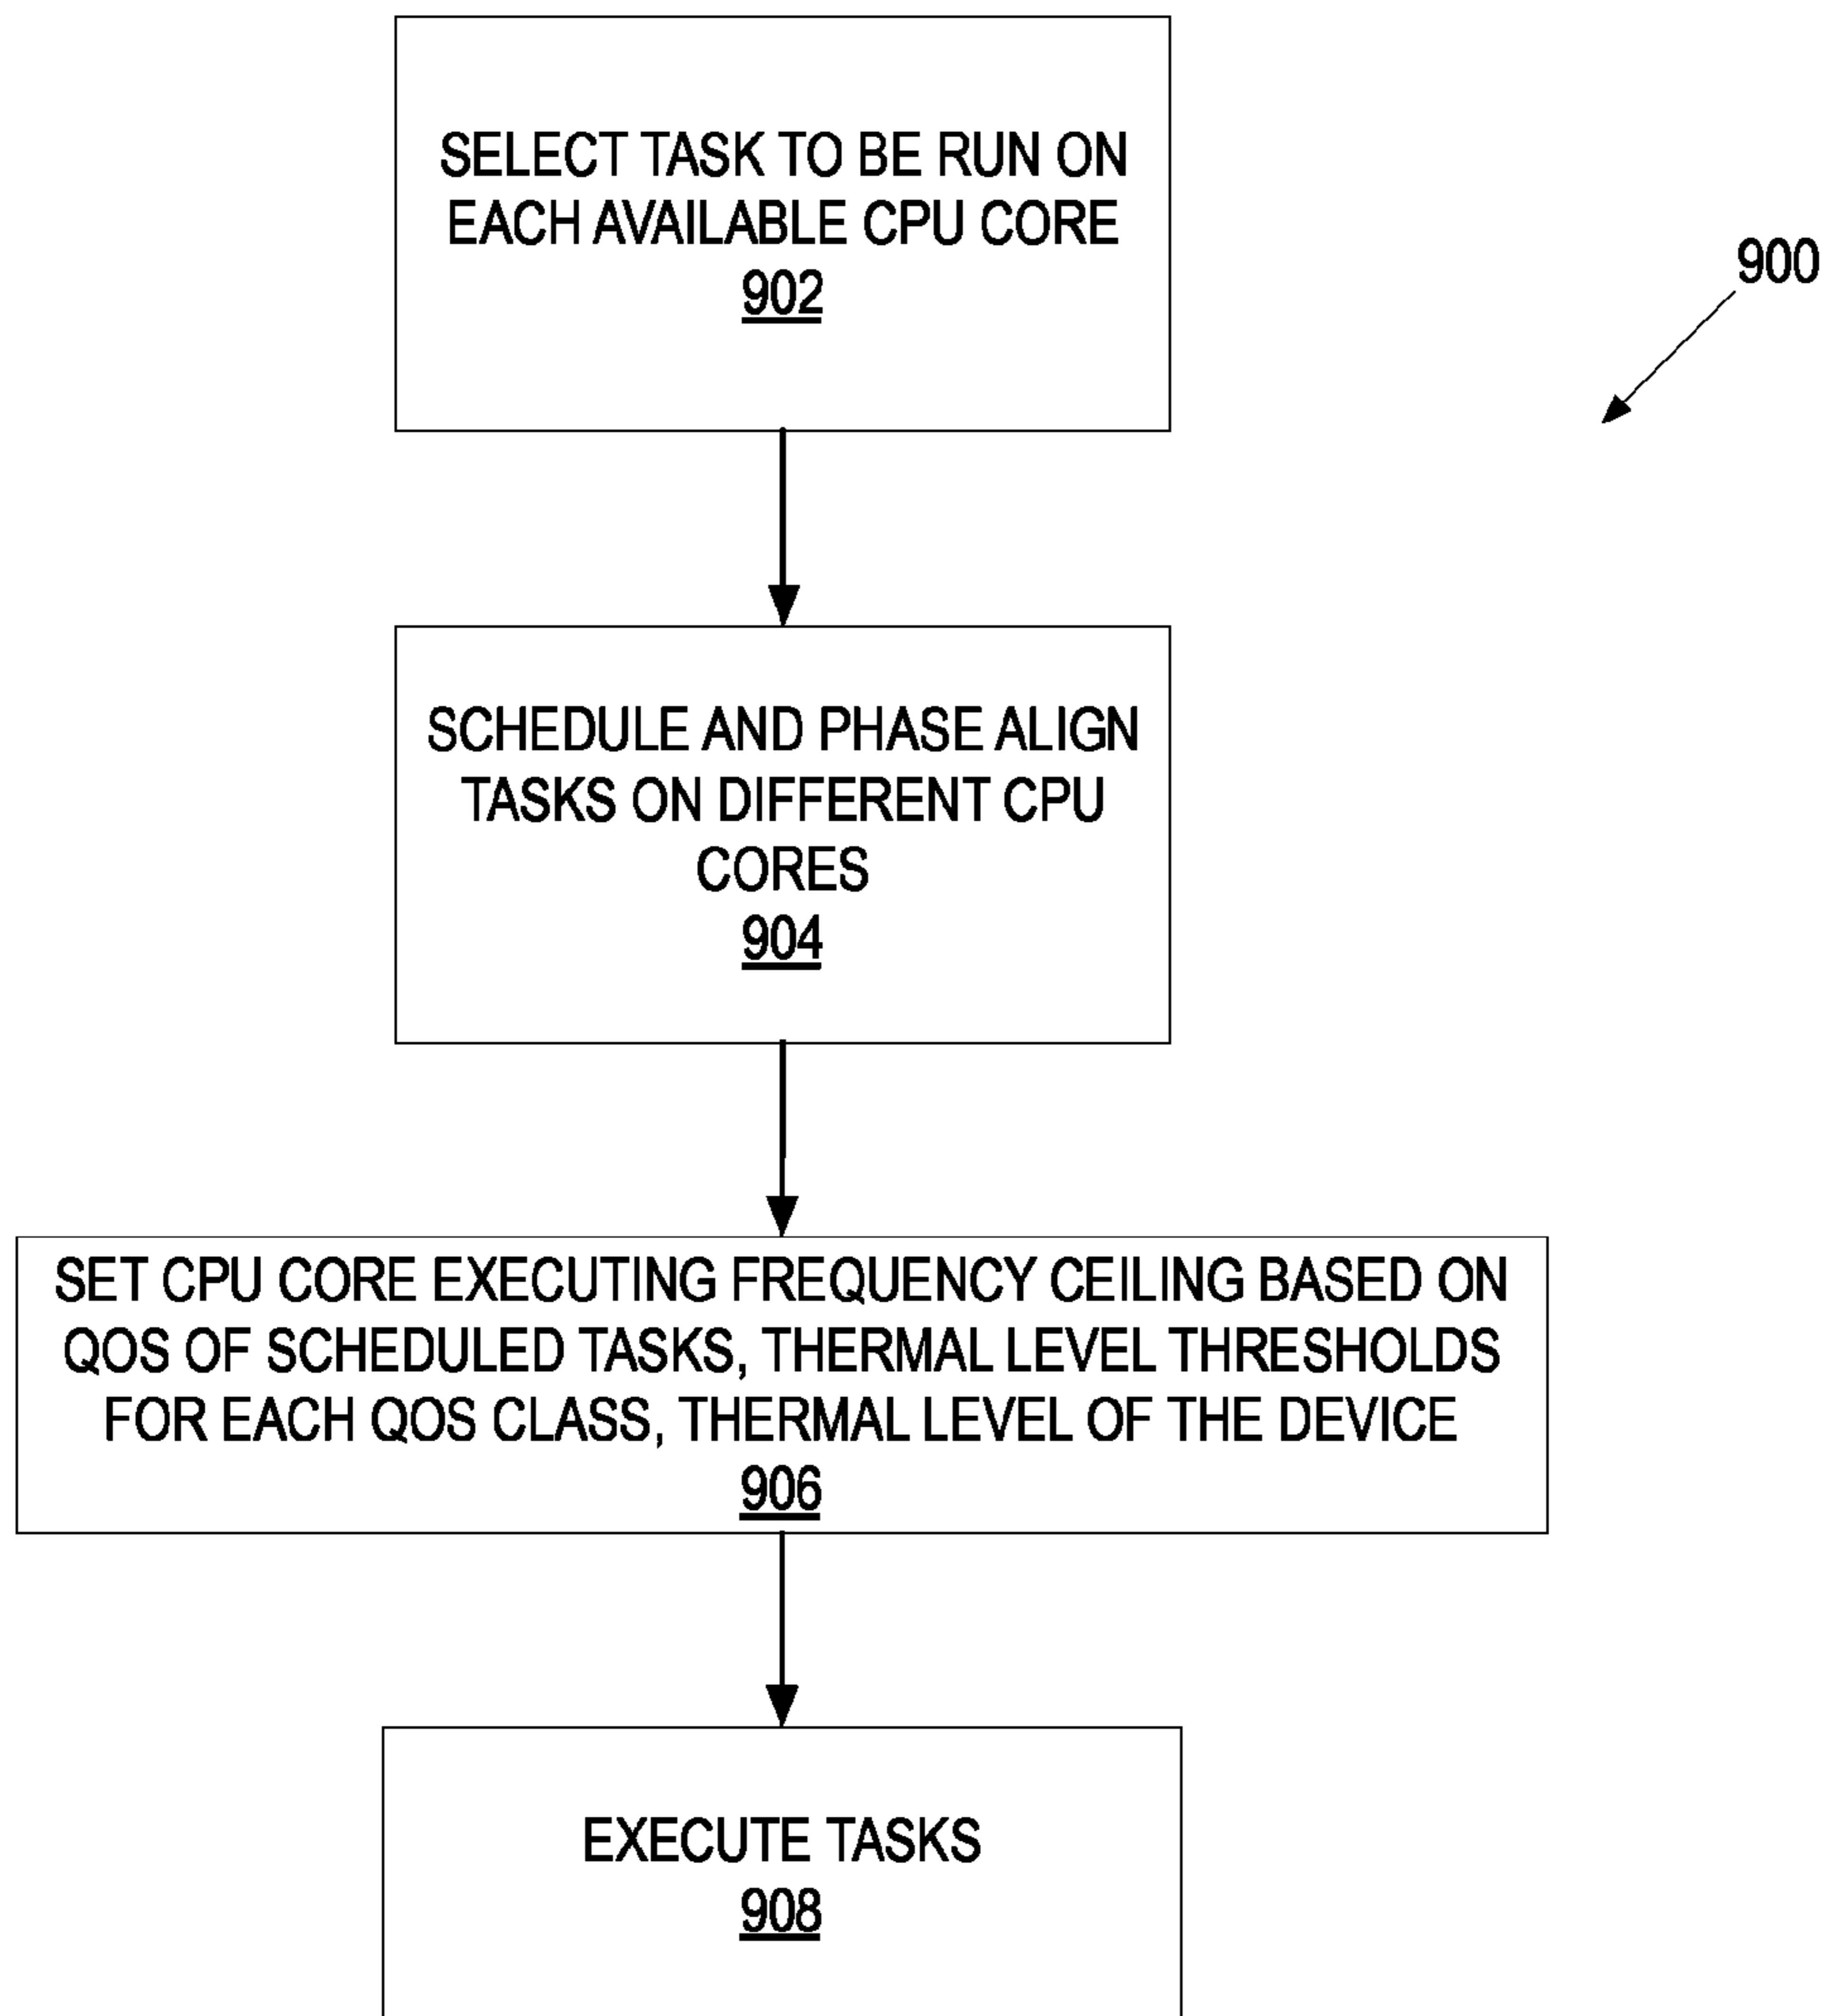 SELECT TASK TO BE RUN ON
EACH AVAILABLE CPU CORE
902
900
SCHEDULE AND PHASE ALIGN
TASKS ON DIFFERENT CPU
CORES
904
SET CPU CORE EXECUTING FREQUENCY CEILING BASED ON
QOS OF SCHEDULED TASKS, THERMAL LEVEL THRESHOLDS
FOR EACH QOS CLASS, THERMAL LEVEL OF THE DEVICE
906
EXECUTE TASKS
908